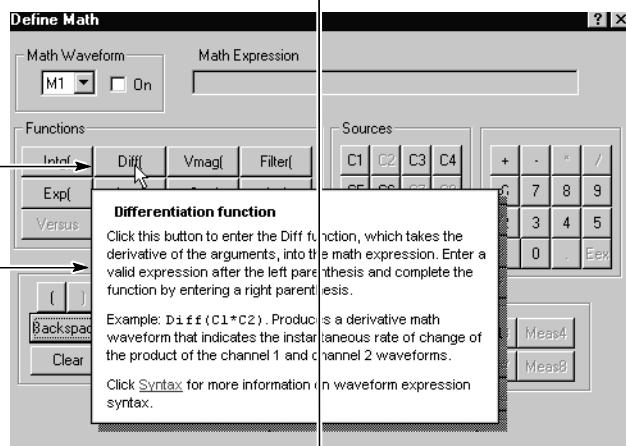 Define Math
? X
Math Waveform
Math Expression
M1
On
Functions
Sources
Intg(
Diff(
Vmag(
Filter(
C1
C2
C3
C4
+
-
*
/
Exp(
7
8
9
Versus
3
4
5
0
.
Eex
(
)
Backspac
Clear
Meas4
Meas8
Differentiation function
Click this button to enter the Diff function, which takes the
derivative of the arguments, into the math expression. Enter a
valid expression after the left parenthesis and complete the
function by entering a right parenthesis.
Example: Diff(C1*C2). Produces a derivative math
waveform that indicates the instantaneous rate of change of
the product of the channel 1 and channel 2 waveforms.
Click Syntax for more information on waveform expression
syntax.